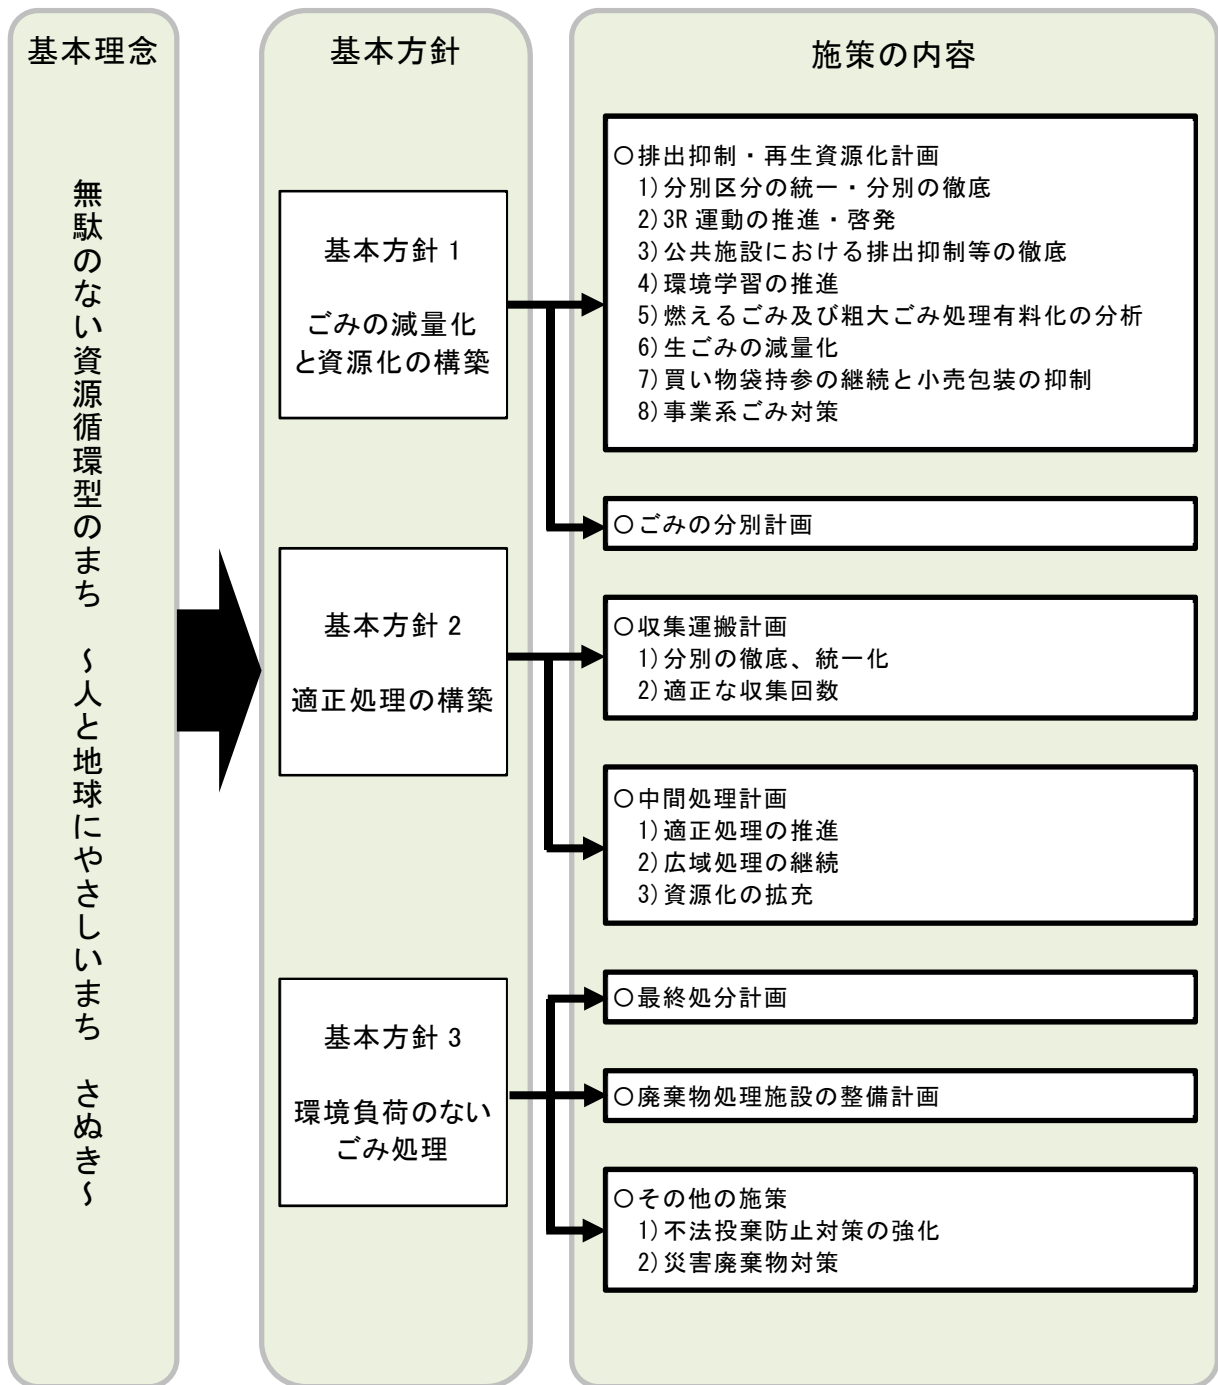 基本理念
無駄のない資源循環型のまち　～人と地球にやさしいまち　さぬき～
基本方針
基本方針 1
ごみの減量化
と資源化の構築
基本方針 2
適正処理の構築
基本方針 3
環境負荷のない
ごみ処理
施策の内容
○排出抑制・再生資源化計画
1)分別区分の統一・分別の徹底
2)3R 運動の推進・啓発
3)公共施設における排出抑制等の徹底
4)環境学習の推進
5)燃えるごみ及び粗大ごみ処理有料化の分析
6)生ごみの減量化
7)買い物袋持参の継続と小売包装の抑制
8)事業系ごみ対策
○ごみの分別計画
○収集運搬計画
1)分別の徹底、統一化
2)適正な収集回数
○中間処理計画
1)適正処理の推進
2)広域処理の継続
3)資源化の拡充
○最終処分計画
○廃棄物処理施設の整備計画
○その他の施策
1)不法投棄防止対策の強化
2)災害廃棄物対策